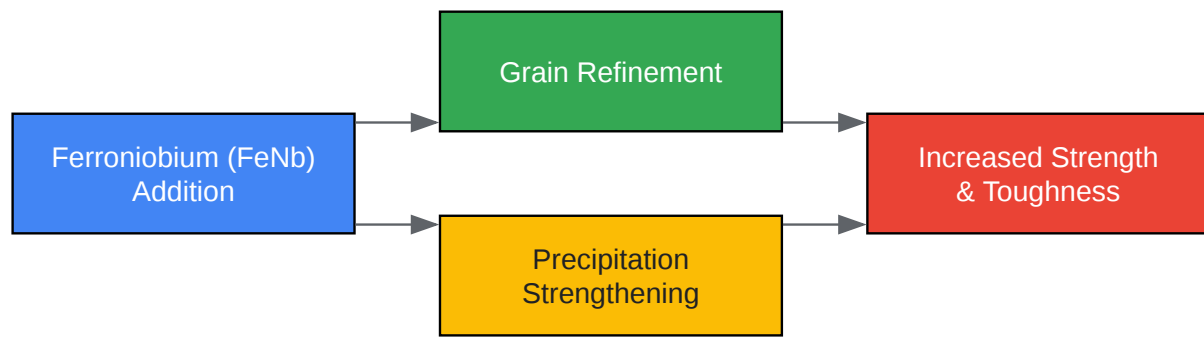 Grain Refinement
Ferroniobium (FeNb)
Addition
Increased Strength
& Toughness
Precipitation
Strengthening